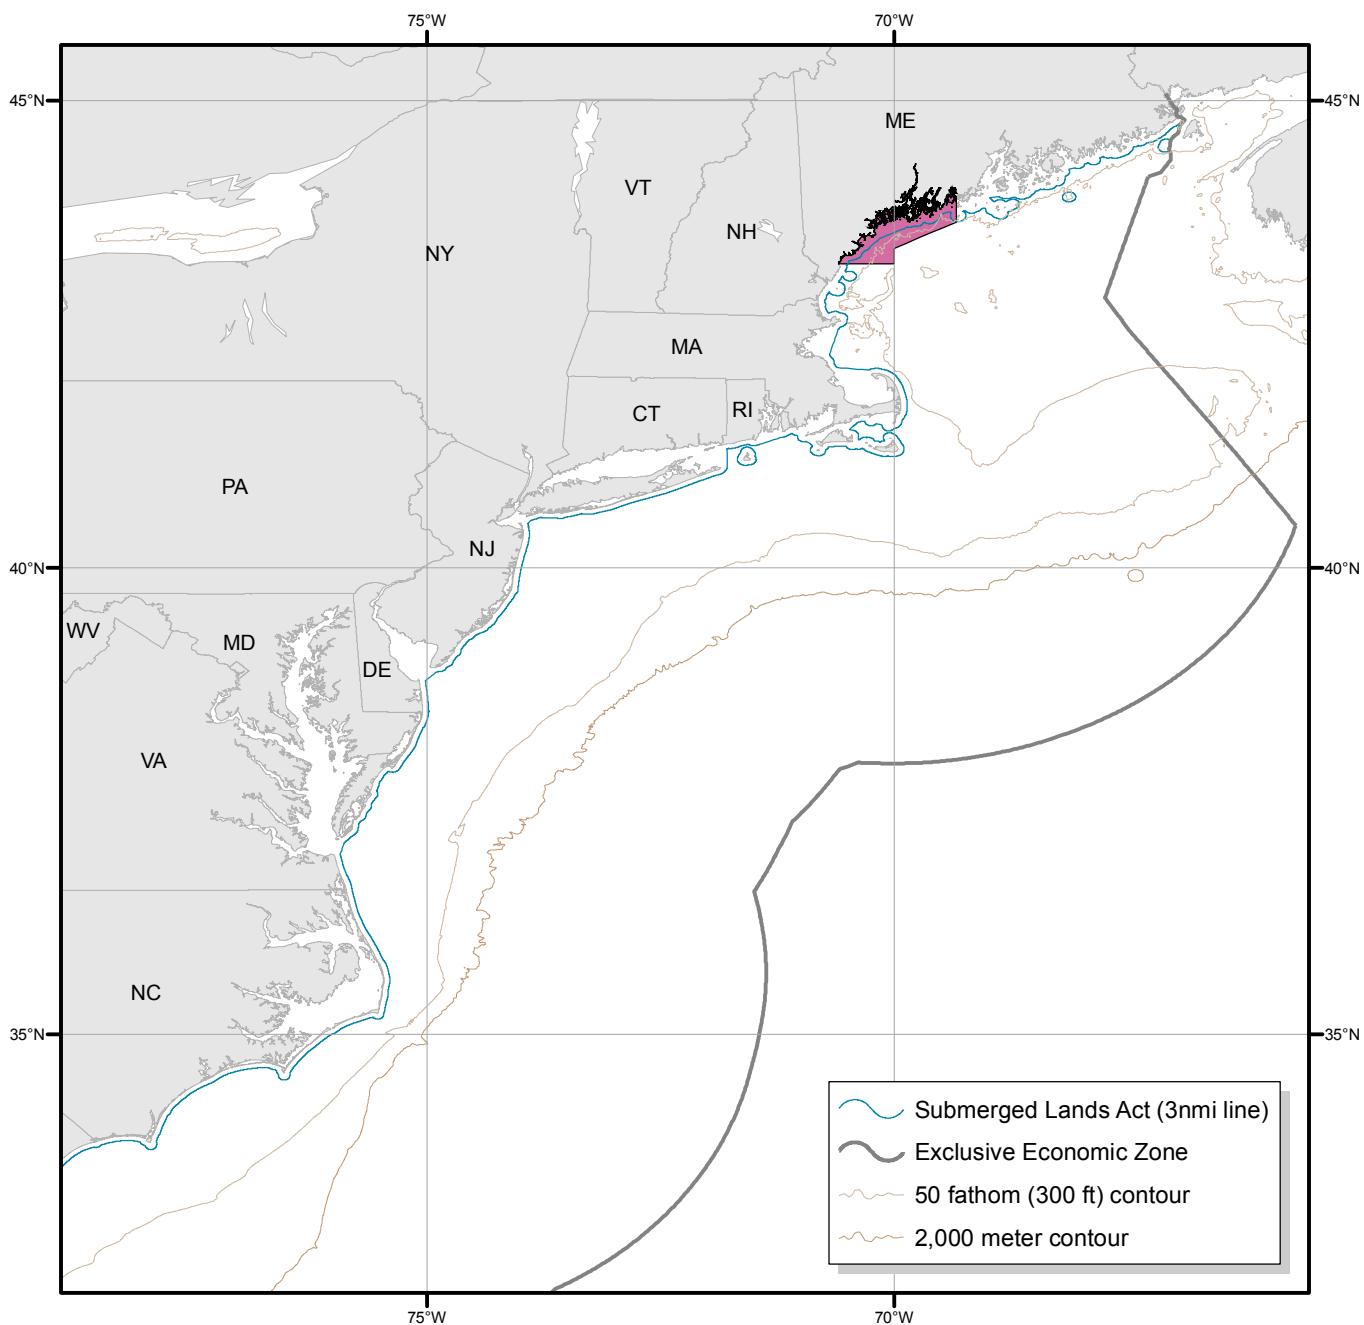 75°W 70°W
45°N 45°N
ME
VT
NH
NY
MA
CT RI
PA
NJ
40°N 40°N
WV
MD
DE
VA
NC
35°N 35°N
Submerged Lands Act (3nmi line)
Exclusive Economic Zone
50 fathom (300 ft) contour
2,000 meter contour
75°W 70°W